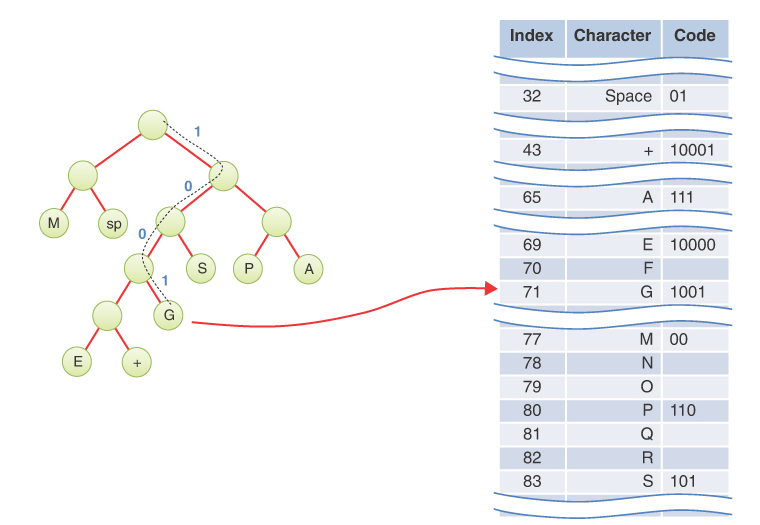 Index Character Code
32 Space 01
43 + 10001
65 A 111
69 E 10000
70 F
71 G 1001
77 M 00
78 N
79 O
80 P 110
81 Q
82 R
83 S 101
1
0
M sp
0
S P A
1
G
E +